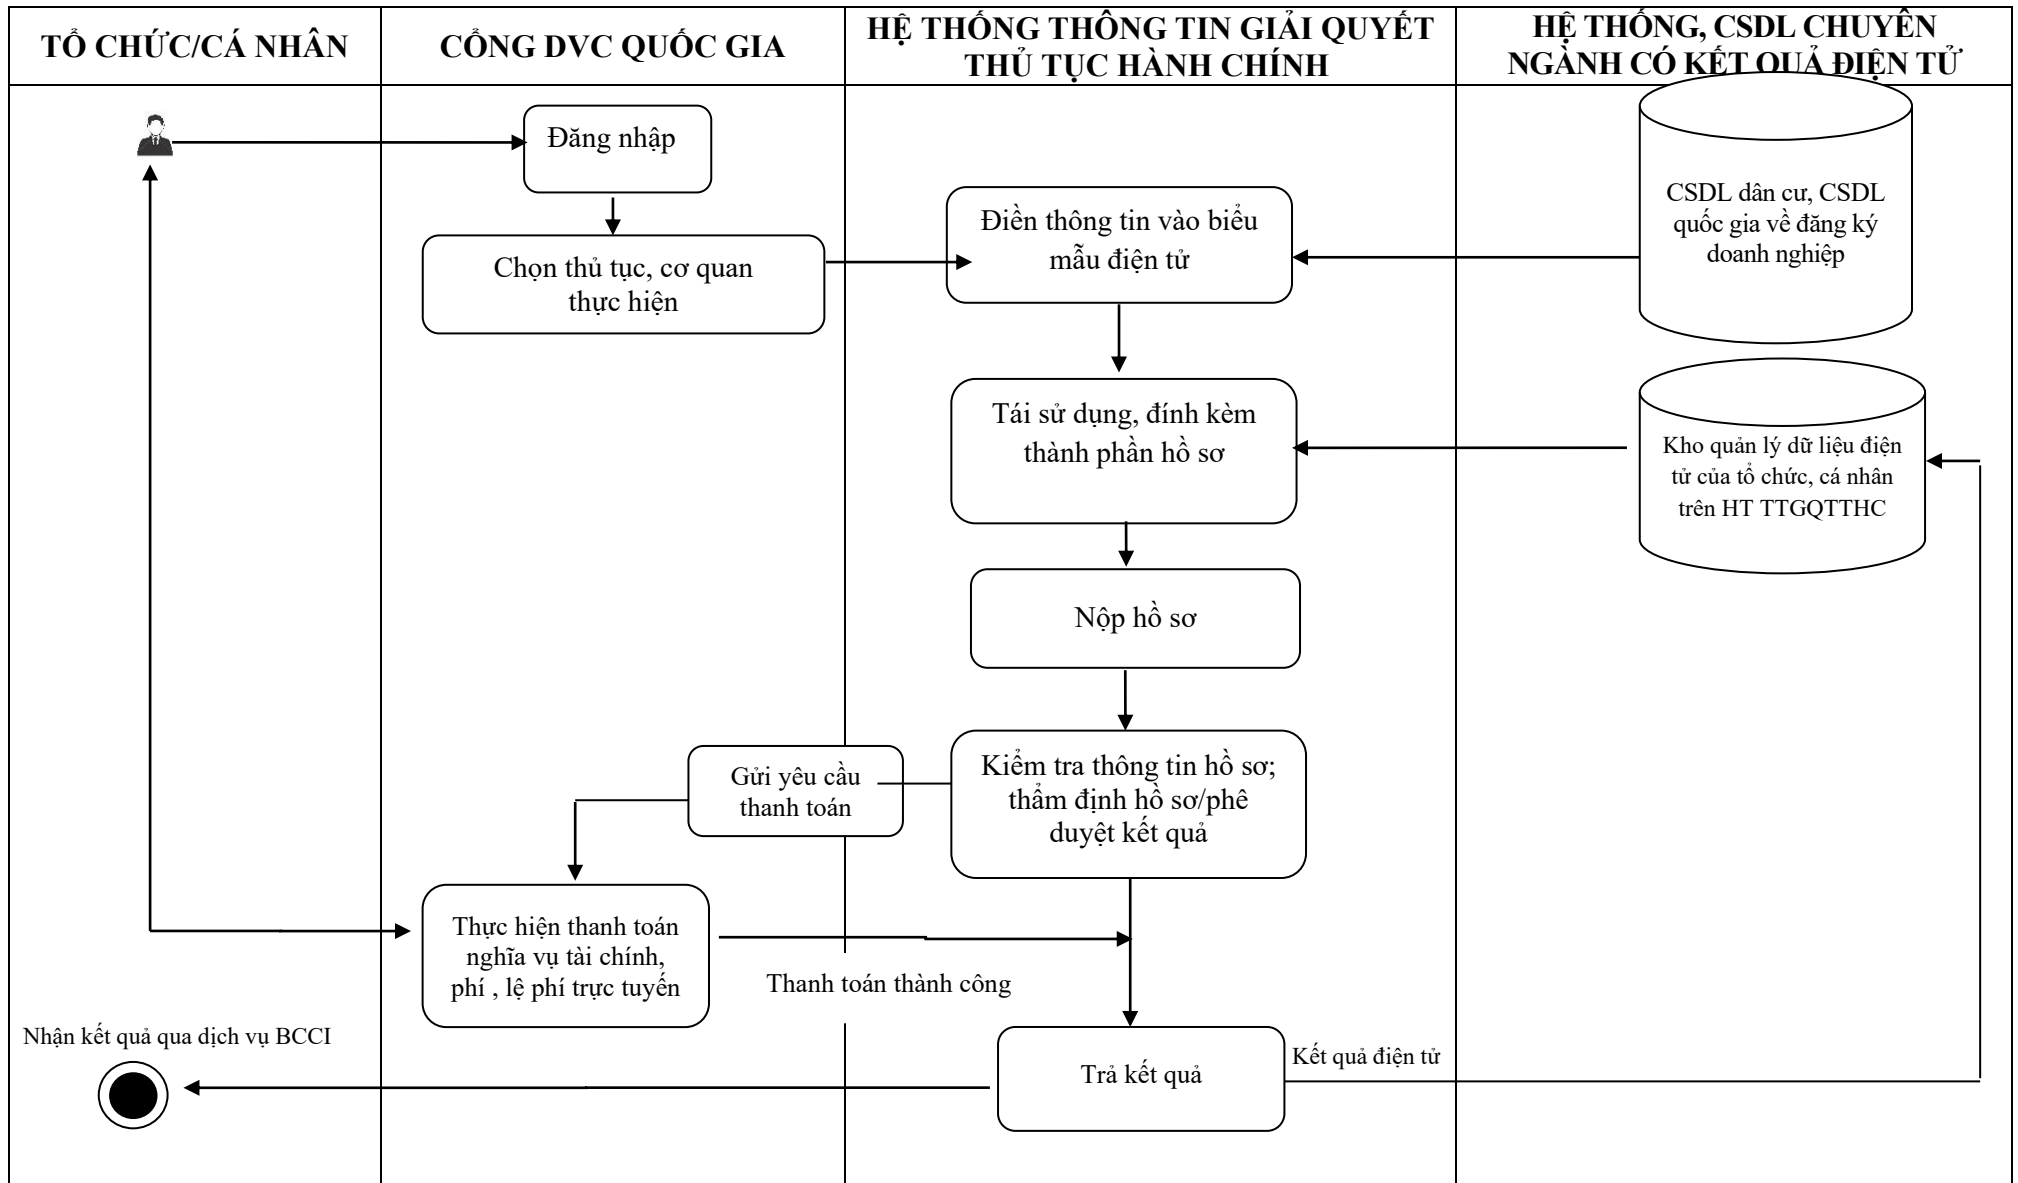 TỔ CHỨC/CÁ NHÂN
CỔNG DVC QUỐC GIA
HỆ THỐNG THÔNG TIN GIẢI QUYẾT
THỦ TỤC HÀNH CHÍNH
HỆ THỐNG, CSDL CHUYÊN
NGÀNH CÓ KẾT QUẢ ĐIỆN TỬ
Đăng nhập
Chọn thủ tục, cơ quan
thực hiện
Điền thông tin vào biểu
mẫu điện tử
CSDL dân cư, CSDL
quốc gia về đăng ký
doanh nghiệp
Tái sử dụng, đính kèm
thành phần hồ sơ
Kho quản lý dữ liệu điện
tử của tổ chức, cá nhân
trên HT TTGQTTHC
Nộp hồ sơ
Kiểm tra thông tin hồ sơ;
thẩm định hồ sơ/phê
duyệt kết quả
Gửi yêu cầu
thanh toán
Thực hiện thanh toán
nghĩa vụ tài chính,
phí , lệ phí trực tuyến
Thanh toán thành công
Nhận kết quả qua dịch vụ BCCI
Trả kết quả
Kết quả điện tử